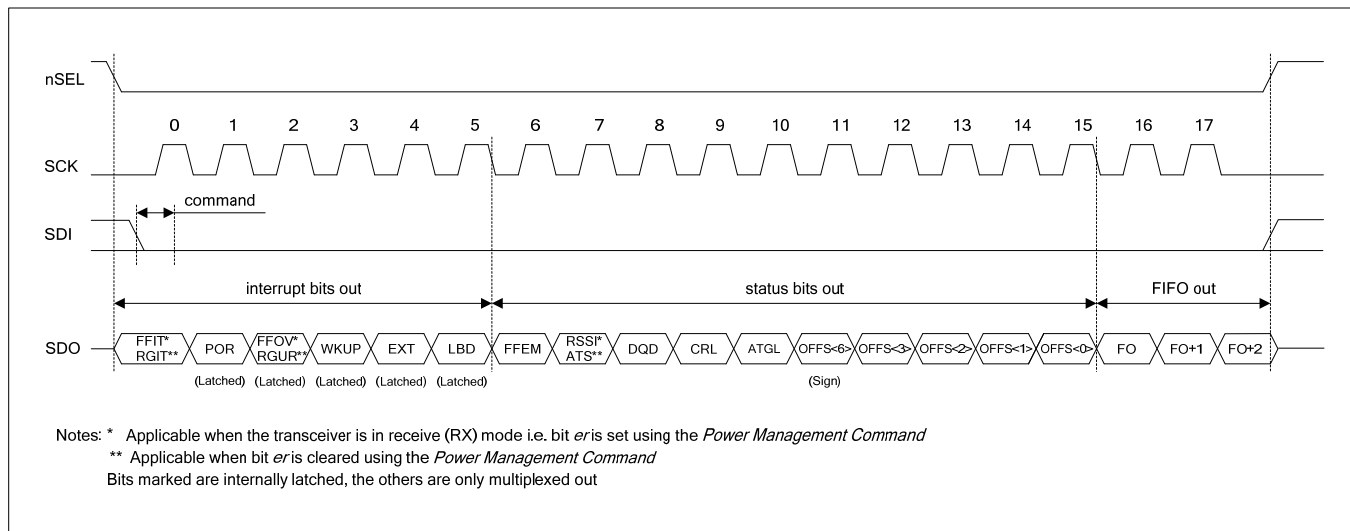 nSEL
0 1 2 3 4 5 6 7 8 9 10 11 12 13 14 15 16 17
SCK
command
SDI
interrupt bits out status bits out FIFO out
SDO FFIT* RGIT** POR FFOV* RGUR** WKUP EXT LBD FFEM RSSI* ATS** DQD CRL ATGL OFFS<6> OFFS<3> OFFS<2> OFFS<1> OFFS<0> FO FO+1 FO+2
(Latched) (Latched) (Latched) (Latched) (Latched) (Sign)
Notes: * Applicable when the transceiver is in receive (RX) mode i.e. bit er is set using the Power Management Command
** Applicable when bit er is cleared using the Power Management Command
Bits marked are internally latched, the others are only multiplexed out